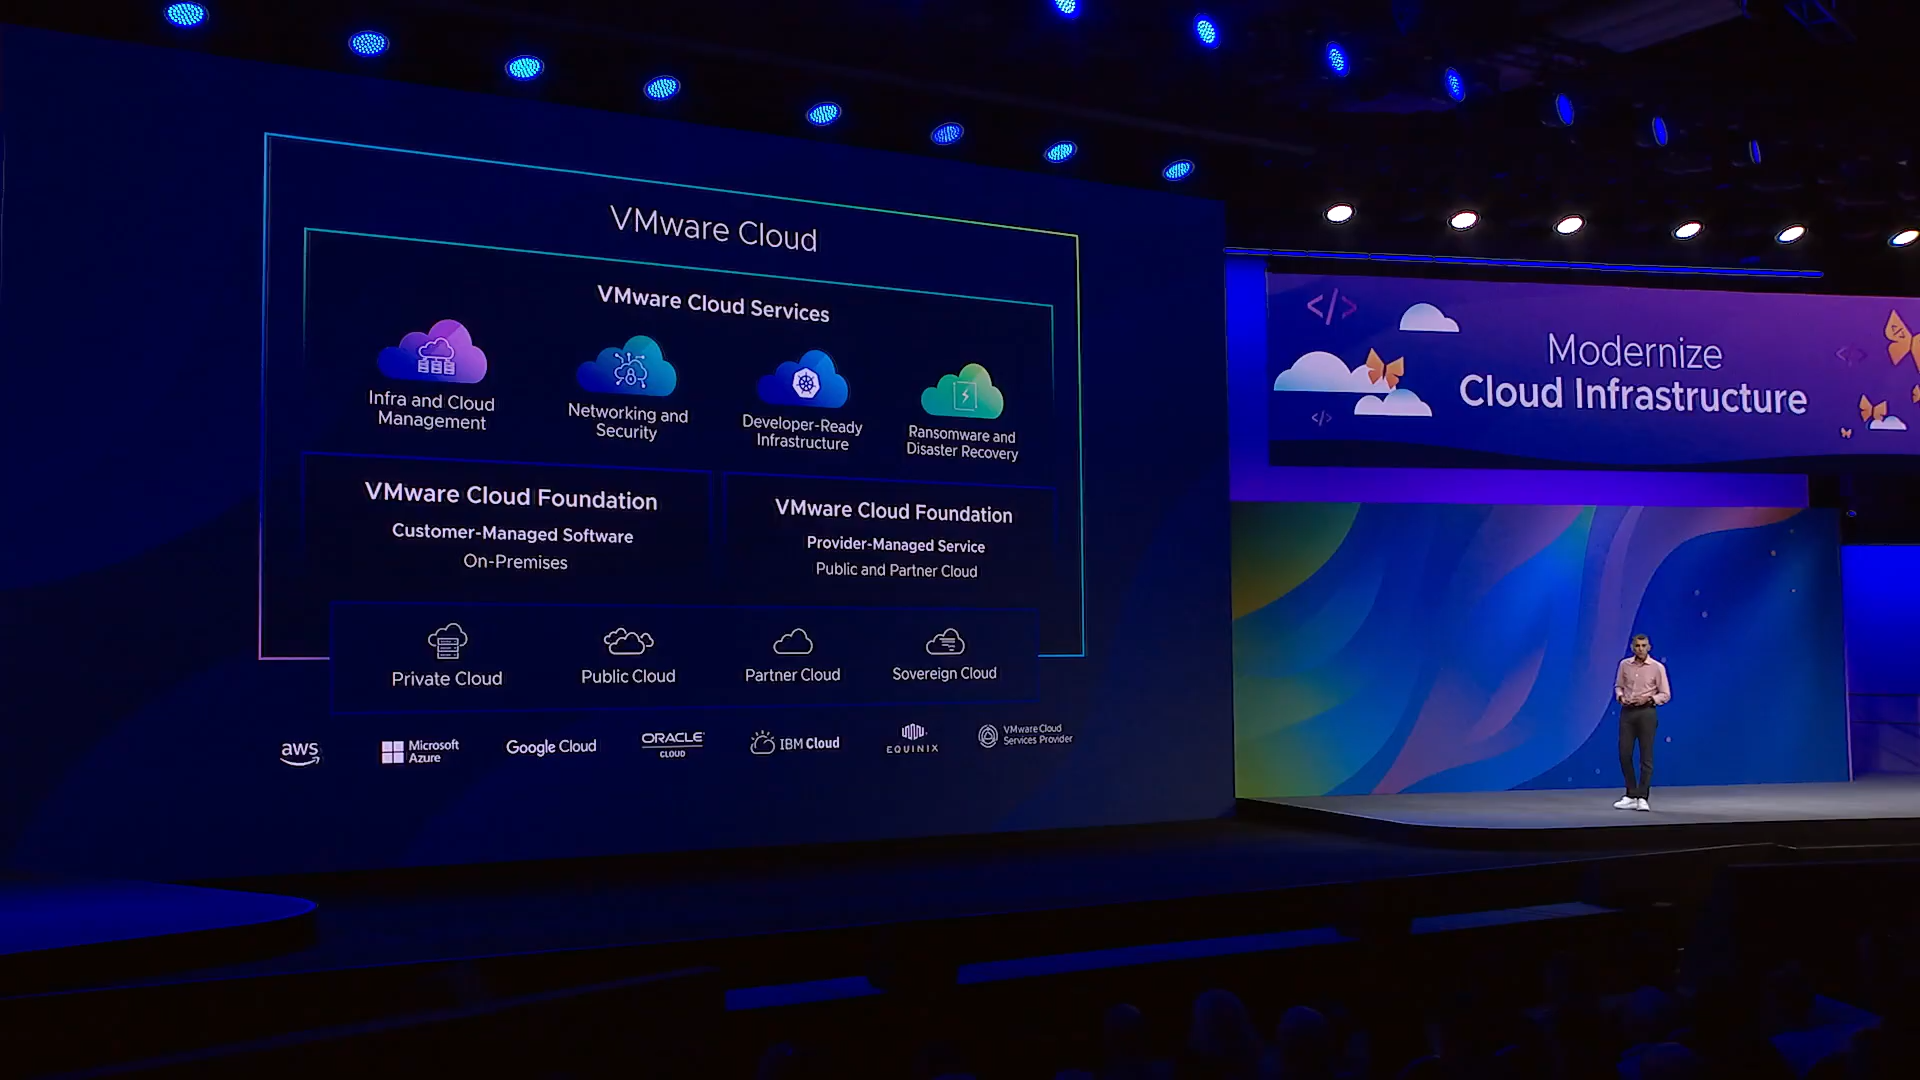 VMware Cloud
VMware Cloud Services
Infra and Cloud
Management
Networking and
Security
Developer-Ready
Infrastructure
Ransomware and
Disaster Recovery
VMware Cloud Foundation
Customer-Managed Software
On-Premises
VMware Cloud Foundation
Provider-Managed Service
Public and Partner Cloud
Private Cloud
Public Cloud
Partner Cloud
Sovereign Cloud
aws
Microsoft
Azure
Google Cloud
ORACLE
CLOUD
IBM Cloud
EQUINIX
VMware Cloud
Services Provider
</>
Modernize
Cloud Infrastructure
</>